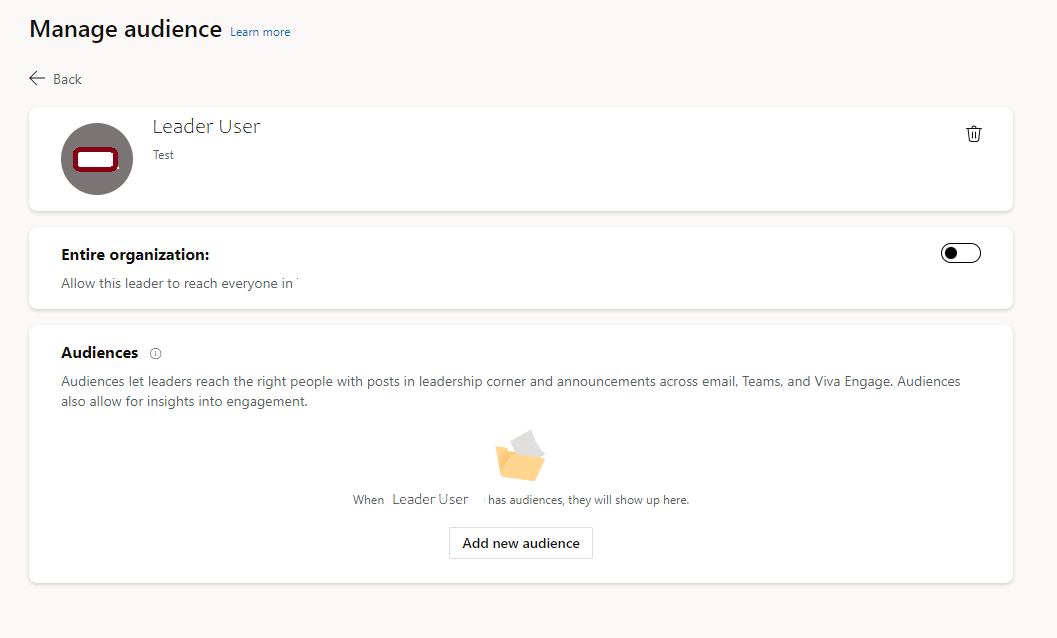 Manage audience Learn more
Back
Leader User
Test
Entire organization:
Allow this leader to reach everyone in
Audiences
Audiences let leaders reach the right people with posts in leadership corner and announcements across email, Teams, and Viva Engage. Audiences
also allow for insights into engagement.
When Leader User has audiences, they will show up here.
Add new audience